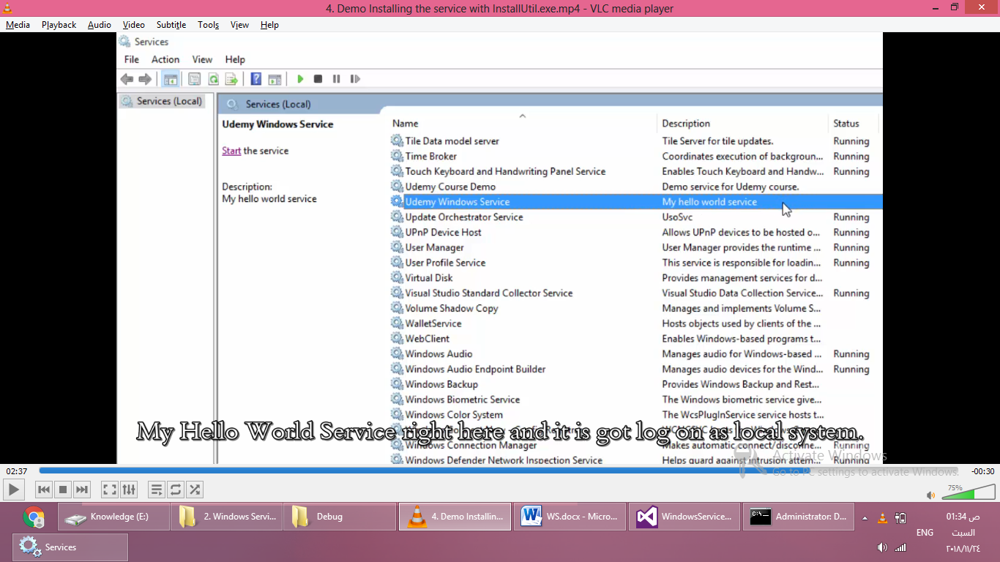 4. Demo Installing the service with InstallUtil.exe.mp4 - VLC media player
Media Playback Audio Video Subtitle Tools View Help
Services
File Action View Help
Services (Local)
Services (Local)
Udemy Windows Service
Start the service
Description:
My hello world service
Name Description Status
Tile Data model server Tile Server for tile updates. Running
Time Broker Coordinates execution of backgroun... Running
Touch Keyboard and Handwriting Panel Service Enables Touch Keyboard and Handw... Running
Udemy Course Demo Demo service for Udemy course.
Udemy Windows Service My hello world service
Update Orchestrator Service UsoSvc Running
UPnP Device Host Allows UPnP devices to be hosted o... Running
User Manager User Manager provides the runtime ... Running
User Profile Service This service is responsible for loadin... Running
Virtual Disk Provides management services for d...
Visual Studio Standard Collector Service Visual Studio Data Collection Service... Running
Volume Shadow Copy Manages and implements Volume S...
WalletService Hosts objects used by clients of the ...
WebClient Enables Windows-based programs t...
Windows Audio Manages audio for Windows-based ... Running
Windows Audio Endpoint Builder Manages audio devices for the Wind... Running
Windows Backup Provides Windows Backup and Rest...
Windows Biometric Service The Windows biometric service give...
Windows Color System The WcsPlugInService service hosts t...
My Hello World Service right here and it is got log on as local system.
Windows Connection Manager Makes automatic connect/disconne... Running
Windows Defender Network Inspection Service Helps guard against intrusion attem... Running
Activate Windows
Go to PC settings to activate Windows.
02:37 -00:30
75%
Knowledge (E:) 2. Windows Servi... Debug 4. Demo Installin... WS.docx - Micro... WindowsService... Administrator: D...
Services
ENG
01:34 ص
السبت
٢٠١٨/١١/٢٤